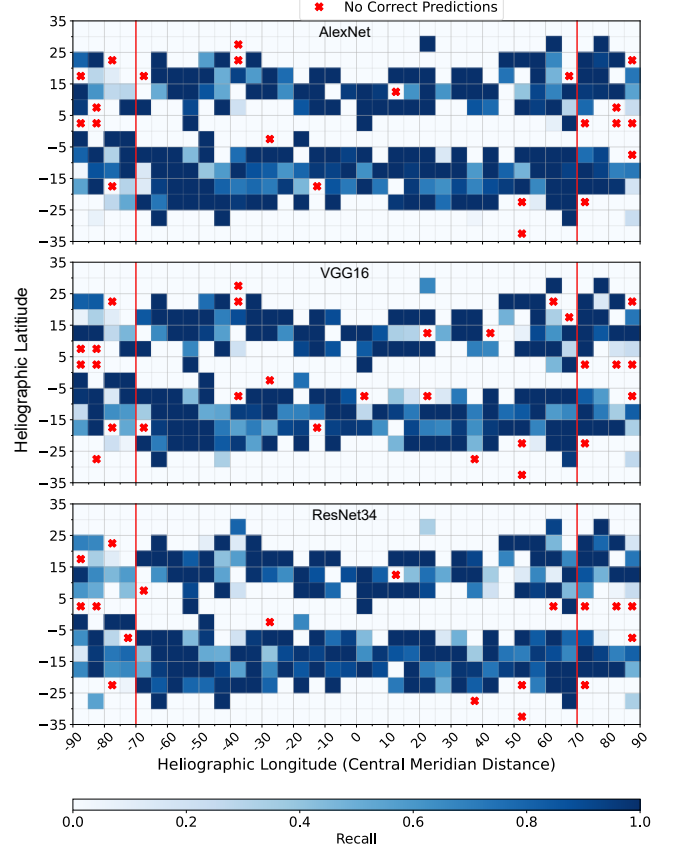 No Correct Predictions
AlexNet
35
25
15
5
−5
−15
−25
−35
VGG16
35
25
15
5
−5
−15
−25
−35
Heliographic Latitude
ResNet34
35
25
15
5
−5
−15
−25
−35
-90 -80 -70 -60 -50 -40 -30 -20 -10 -0 10 20 30 40 50 60 70 80 90
Heliographic Longitude (Central Meridian Distance)
0.0 0.2 0.4 0.6 0.8 1.0
Recall